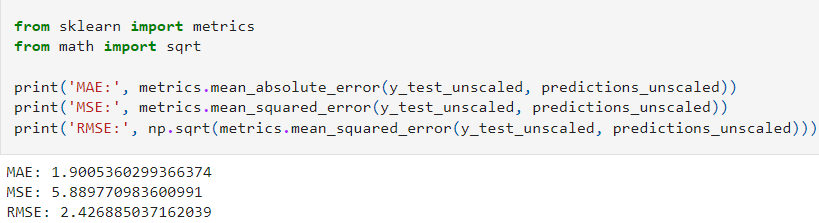 from sklearn import metrics
from math import sqrt
print('MAE:', metrics.mean_absolute_error(y_test_unscaled, predictions_unscaled))
print('MSE:', metrics.mean_squared_error(y_test_unscaled, predictions_unscaled))
print('RMSE:', np.sqrt(metrics.mean_squared_error(y_test_unscaled, predictions_unscaled)))
MAE: 1.9005360299366374
MSE: 5.889770983600991
RMSE: 2.426885037162039